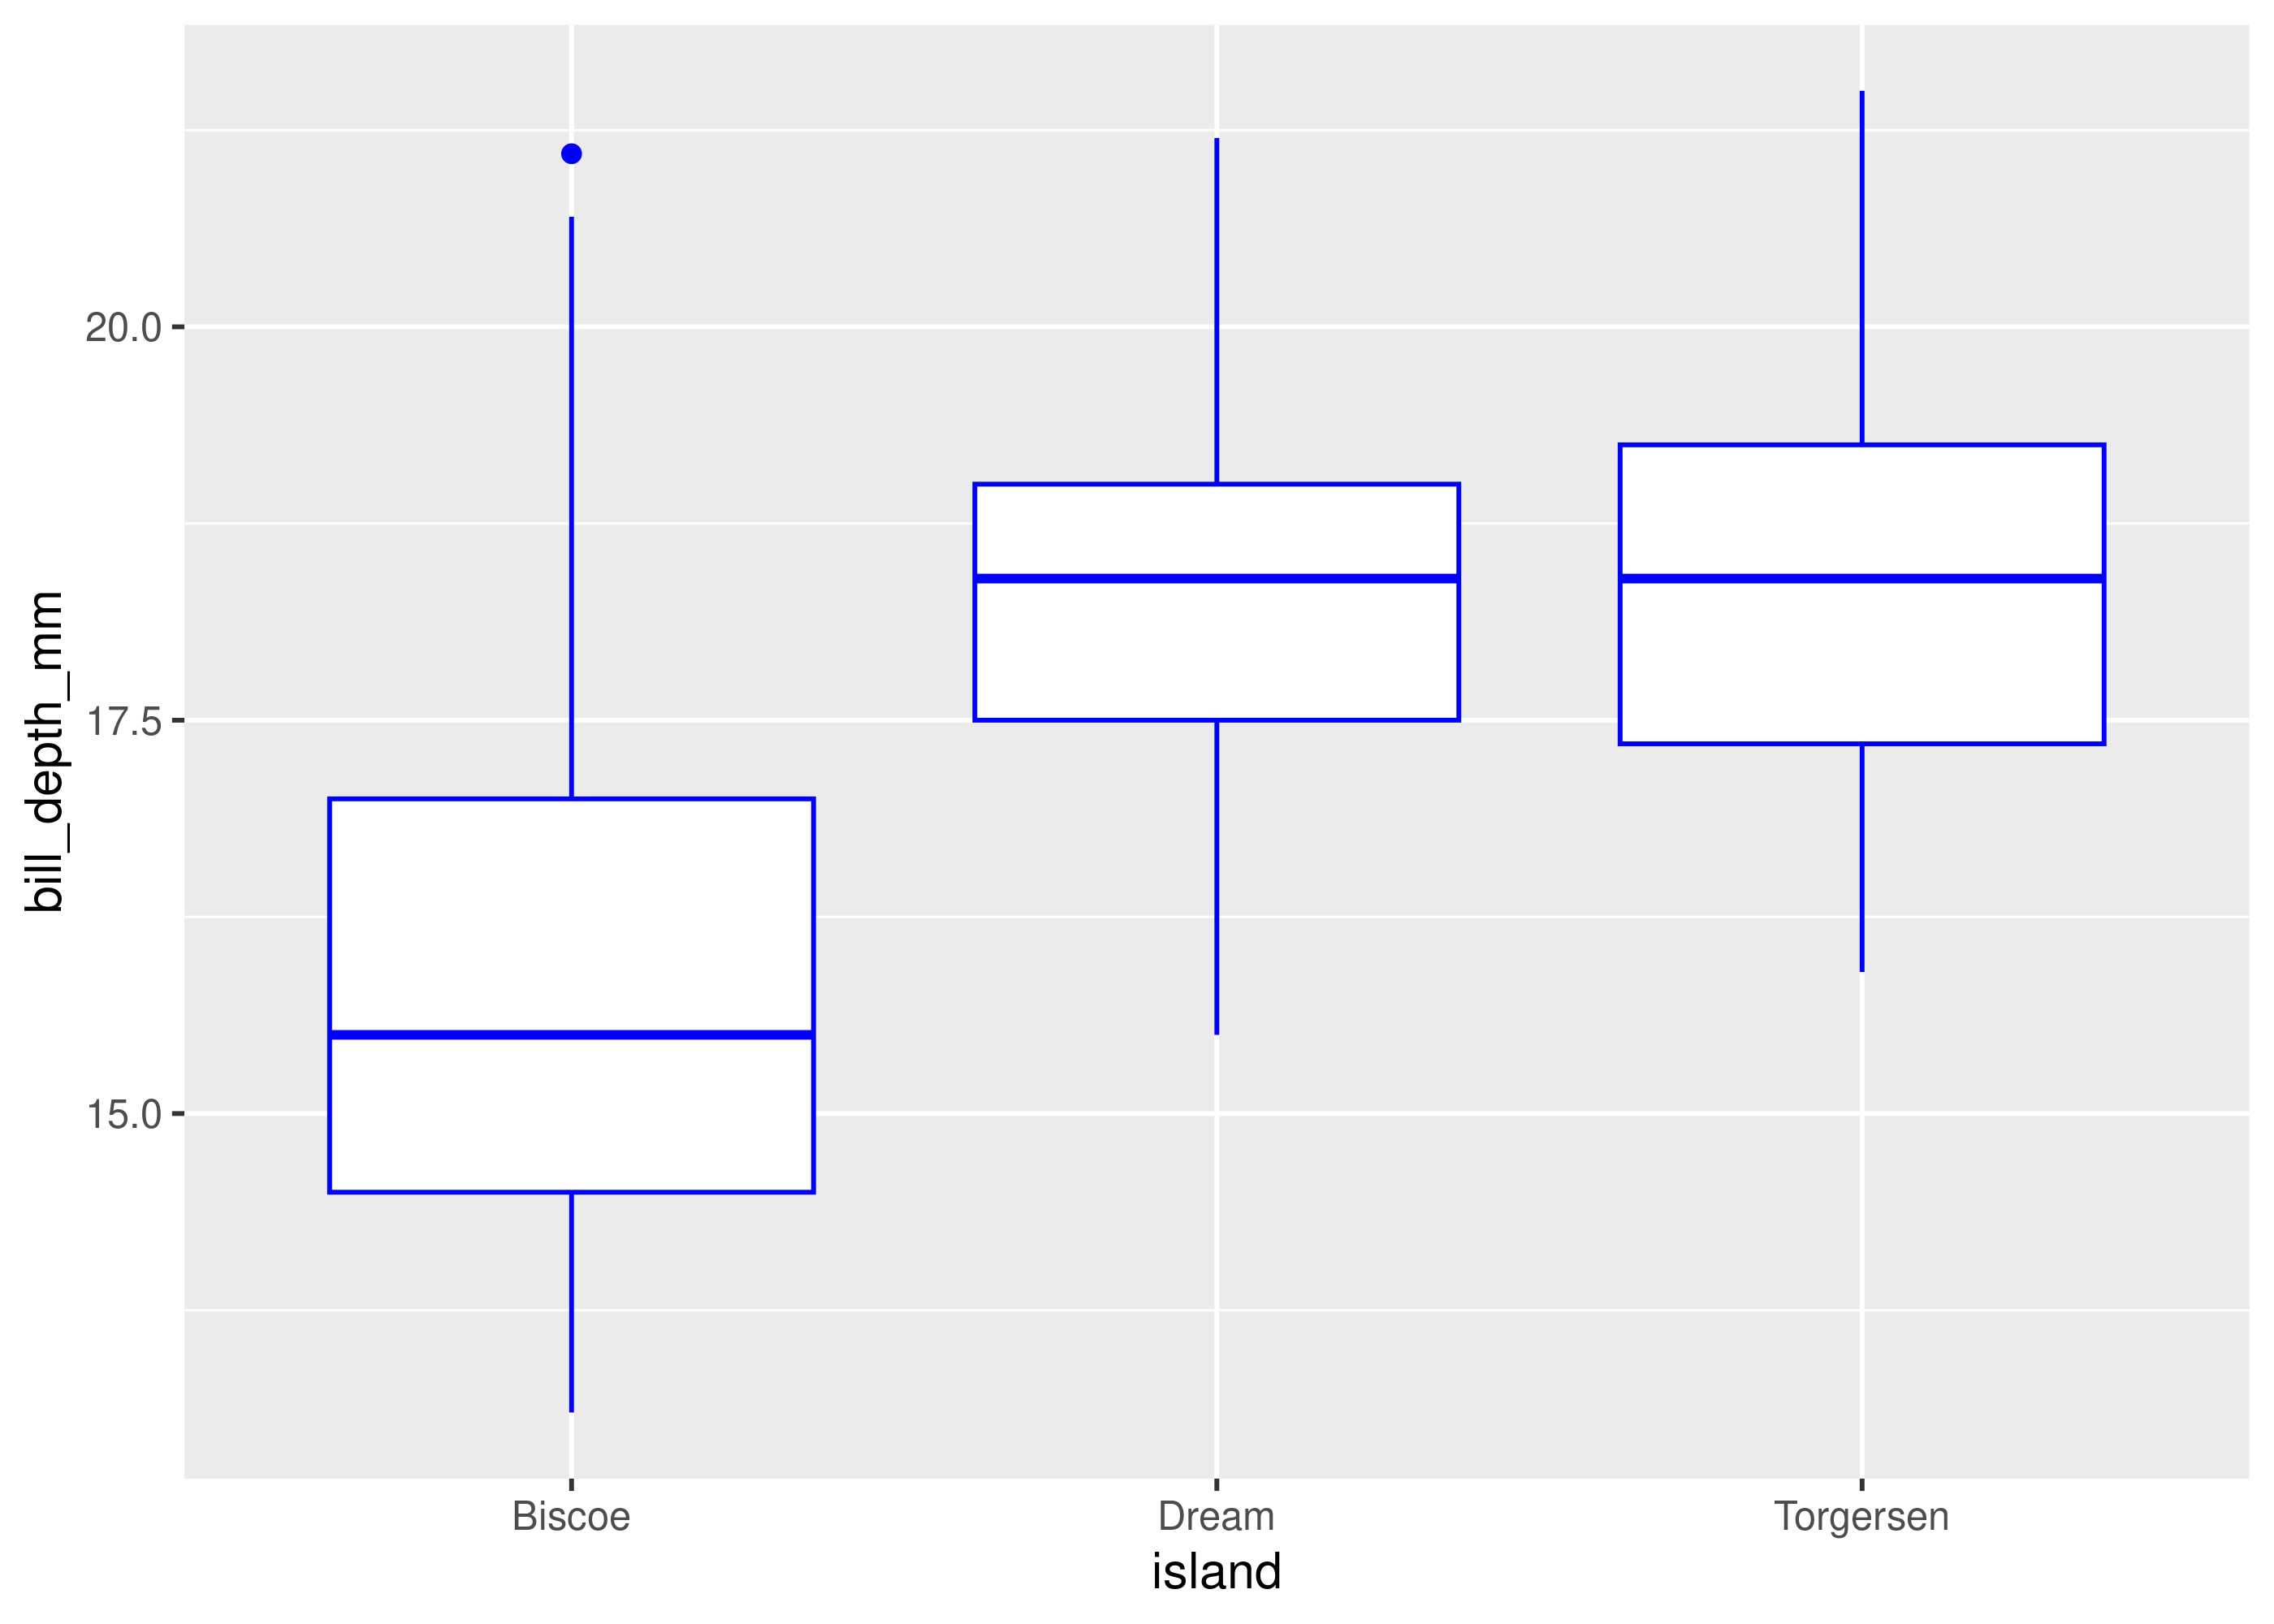 bill_depth_mm
20.0
17.5
15.0
Biscoe Dream Torgersen
island